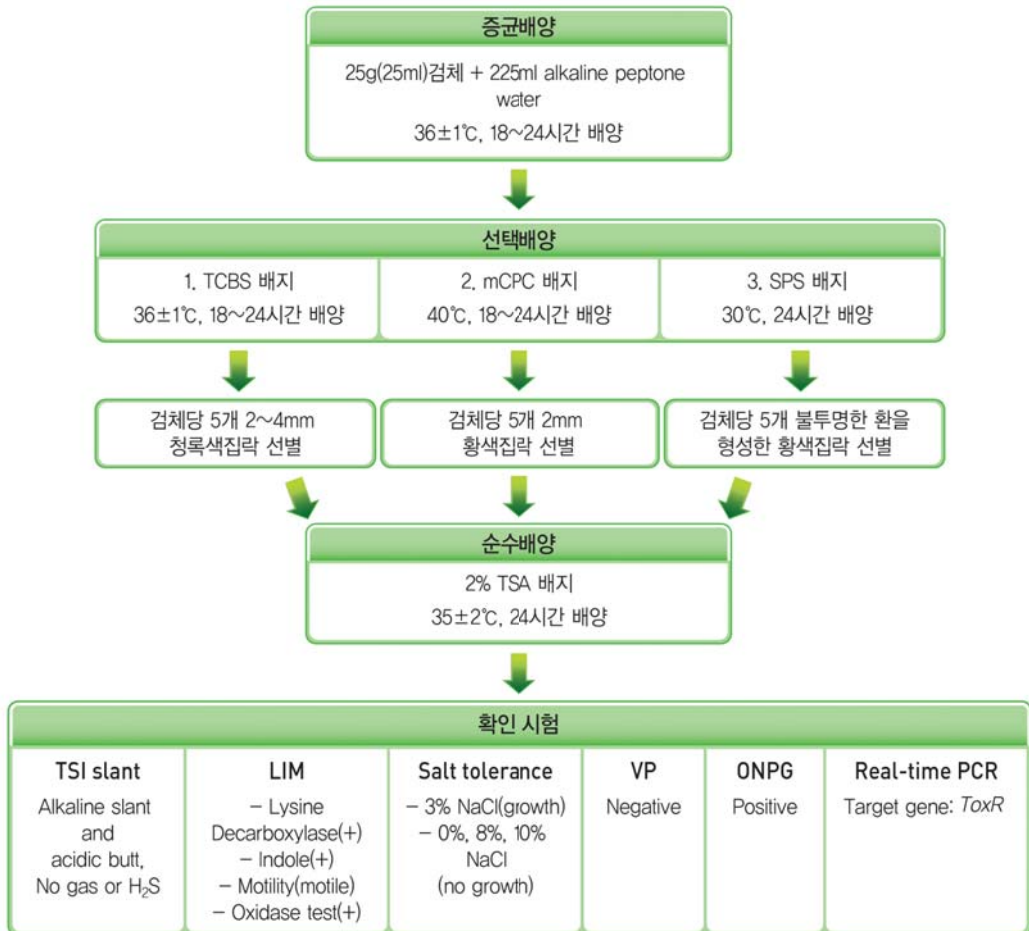 증균배양
25g(25ml)검체 + 225ml alkaline peptone
water
36±1℃, 18~24시간 배양
선택배양
1. TCBS 배지
36±1℃, 18~24시간 배양
2. mCPC 배지
40℃, 18~24시간 배양
3. SPS 배지
30℃, 24시간 배양
검체당 5개 2~4mm
청록색집락 선별
검체당 5개 2mm
황색집락 선별
검체당 5개 불투명한 환을
형성한 황색집락 선별
순수배양
2% TSA 배지
35±2℃, 24시간 배양
확인 시험
TSI slant
Alkaline slant
and
acidic butt,
No gas or H₂S
LIM
– Lysine
Decarboxylase(+)
– Indole(+)
– Motility(motile)
– Oxidase test(+)
Salt tolerance
– 3% NaCl(growth)
– 0%, 8%, 10%
NaCl
(no growth)
VP
Negative
ONPG
Positive
Real-time PCR
Target gene: ToxR